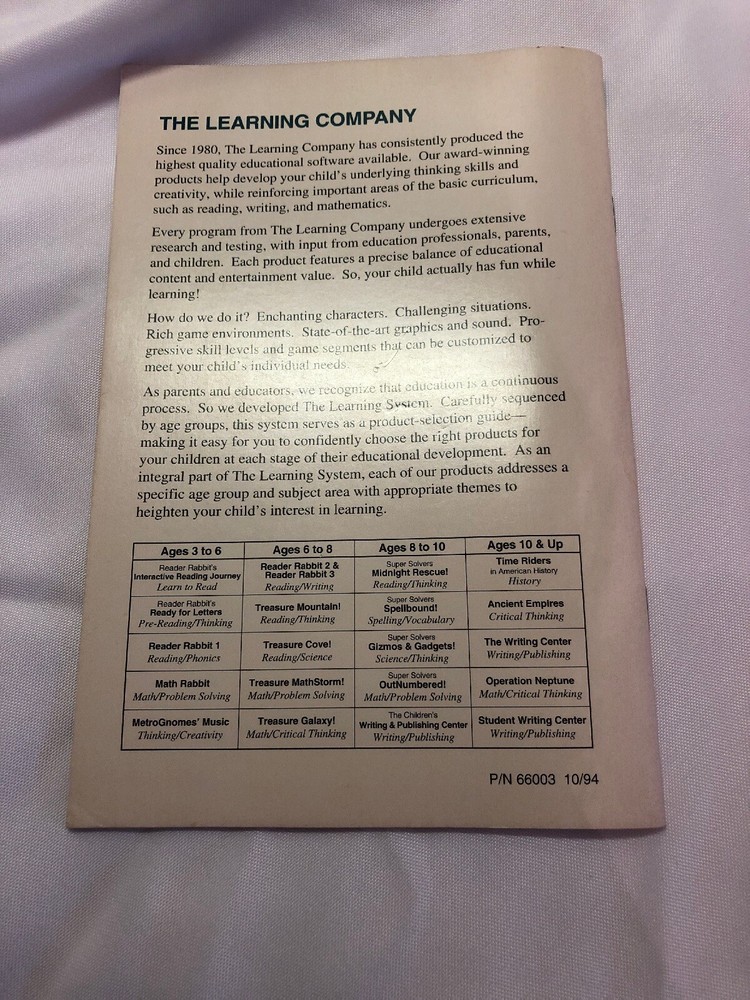 THE LEARNING COMPANY
Since 1980, The Learning Company has consistently produced the
highest quality educational software available. Our award-winning
products help develop your child's underlying thinking skills and
creativity, while reinforcing important areas of the basic curriculum,
such as reading, writing, and mathematics.
Every program from The Learning Company undergoes extensive
research and testing, with input from education professionals, parents,
and children. Each product features a precise balance of educational
content and entertainment value. So, your child actually has fun while
learning!
How do we do it? Enchanting characters. Challenging situations.
Rich game environments. State-of-the-art graphics and sound. Pro-
gressive skill levels and game segments that can be customized to
meet your child's individual needs.
As parents and educators, we recognize that education is a continuous
process. So we developed The Learning System. Carefully sequenced
by age groups, this system serves as a product-selection guide—
making it easy for you to confidently choose the right products for
your children at each stage of their educational development. As an
integral part of The Learning System, each of our products addresses a
specific age group and subject area with appropriate themes to
heighten your child's interest in learning.
Ages 3 to 6 Ages 6 to 8 Ages 8 to 10 Ages 10 & Up
Reader Rabbit's
Interactive Reading Journey
Learn to Read
Reader Rabbit 2 &
Reader Rabbit 3
Reading/Writing
Super Solvers
Midnight Rescue!
Reading/Thinking
Time Riders
in American History
History
Reader Rabbit's
Ready for Letters
Pre-Reading/Thinking
Treasure Mountain!
Reading/Thinking
Super Solvers
Spellbound!
Spelling/Vocabulary
Ancient Empires
Critical Thinking
Reader Rabbit 1
Reading/Phonics
Treasure Cove!
Reading/Science
Super Solvers
Gizmos & Gadgets!
Science/Thinking
The Writing Center
Writing/Publishing
Math Rabbit
Math/Problem Solving
Treasure MathStorm!
Math/Problem Solving
Super Solvers
OutNumbered!
Math/Problem Solving
Operation Neptune
Math/Critical Thinking
MetroGnomes' Music
Thinking/Creativity
Treasure Galaxy!
Math/Critical Thinking
The Children's
Writing & Publishing Center
Writing/Publishing
Student Writing Center
Writing/Publishing
P/N 66003 10/94